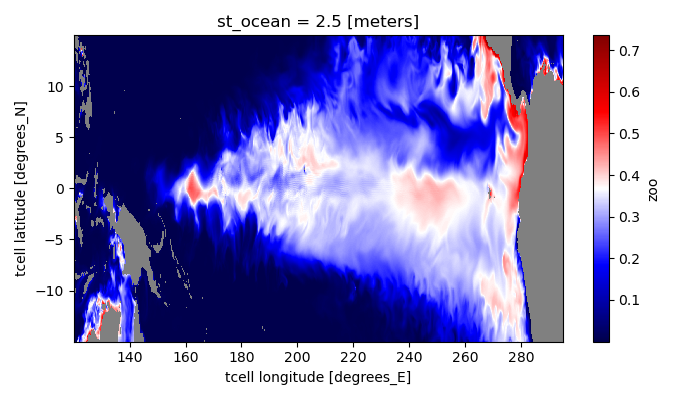 st_ocean = 2.5 [meters]
10
5
0
−5
−10
tcell latitude [degrees_N]
140 160 180 200 220 240 260 280
tcell longitude [degrees_E]
0.7
0.6
0.5
0.4
0.3
0.2
0.1
zoo